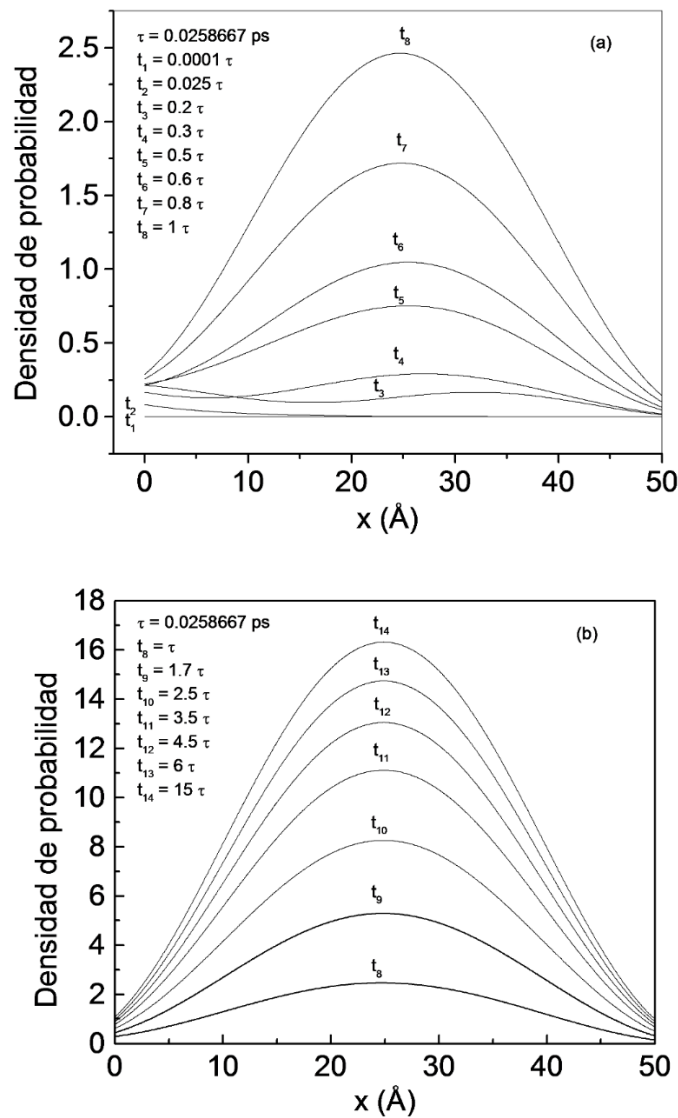 (a)
τ = 0.0258667 ps
t₁ = 0.0001 τ
t₂ = 0.025 τ
t₃ = 0.2 τ
t₄ = 0.3 τ
t₅ = 0.5 τ
t₆ = 0.6 τ
t₇ = 0.8 τ
t₈ = 1 τ
t₈
t₇
t₆
t₅
t₄
t₃
t₂
t₁
Densidad de probabilidad
2.5
2.0
1.5
1.0
0.5
0.0
0 10 20 30 40 50
x (Å)
(b)
τ = 0.0258667 ps
t₈ = τ
t₉ = 1.7 τ
t₁₀ = 2.5 τ
t₁₁ = 3.5 τ
t₁₂ = 4.5 τ
t₁₃ = 6 τ
t₁₄ = 15 τ
t₁₄
t₁₃
t₁₂
t₁₁
t₁₀
t₉
t₈
Densidad de probabilidad
18
16
14
12
10
8
6
4
2
0
0 10 20 30 40 50
x (Å)